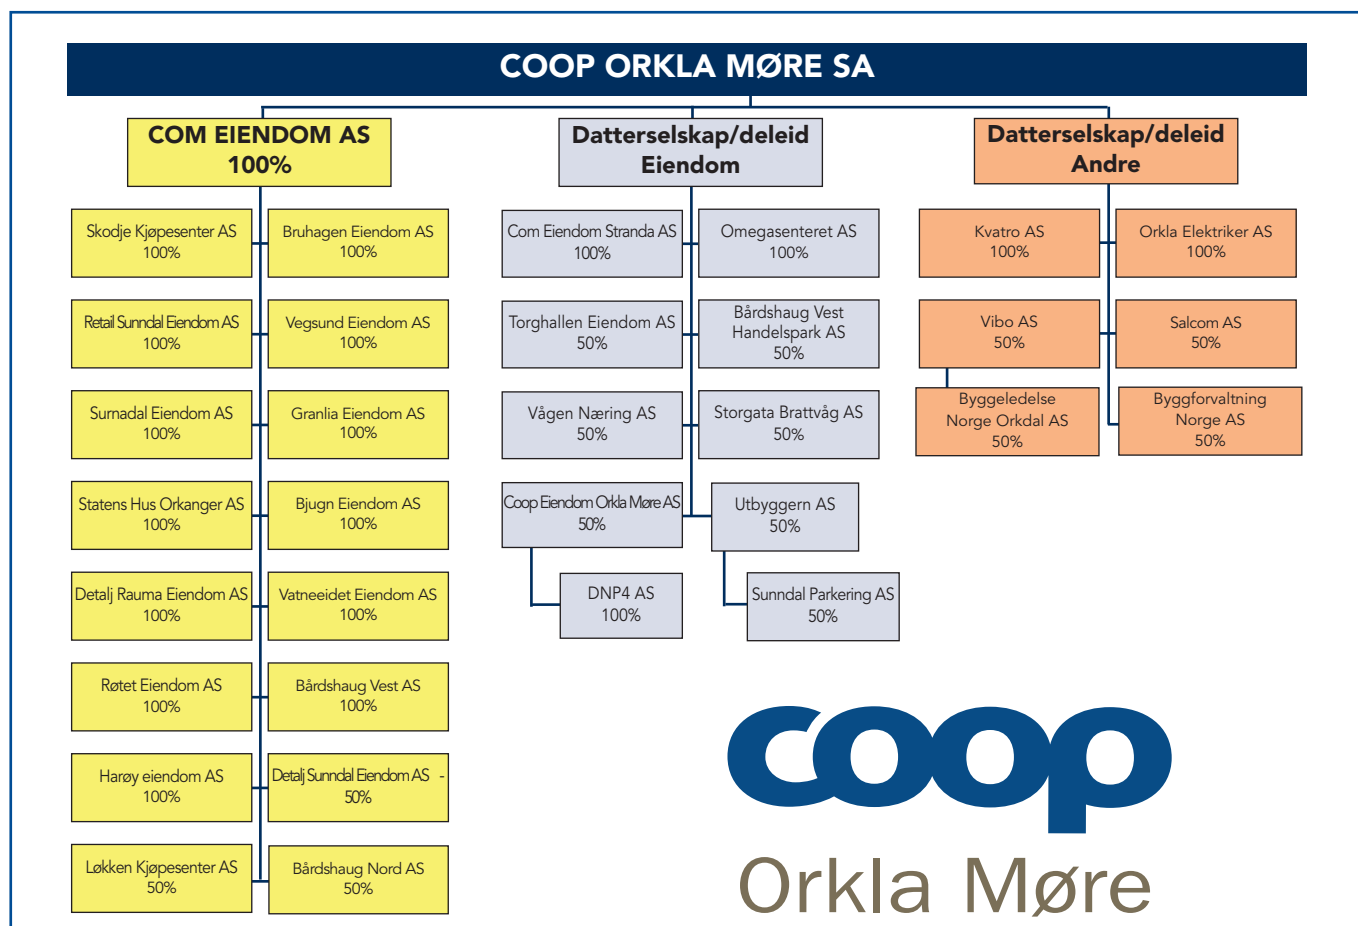 COOP ORKLA MØRE SA
COM EIENDOM AS
100%
Skodje Kjøpesenter AS
100%
Bruhagen Eiendom AS
100%
Retail Sunndal Eiendom AS
100%
Vegsund Eiendom AS
100%
Surnadal Eiendom AS
100%
Granlia Eiendom AS
100%
Statens Hus Orkanger AS
100%
Bjugn Eiendom AS
100%
Detalj Rauma Eiendom AS
100%
Vatneeidet Eiendom AS
100%
Røtet Eiendom AS
100%
Bårdshaug Vest AS
100%
Harøy eiendom AS
100%
Detalj Sunndal Eiendom AS -
50%
Løkken Kjøpesenter AS
50%
Bårdshaug Nord AS
50%
Datterselskap/deleid
Eiendom
Com Eiendom Stranda AS
100%
Omegasenteret AS
100%
Torghallen Eiendom AS
50%
Bårdshaug Vest
Handelspark AS
50%
Vågen Næring AS
50%
Storgata Brattvåg AS
50%
Coop Eiendom Orkla Møre AS
50%
Utbyggern AS
50%
DNP4 AS
100%
Sunndal Parkering AS
50%
Datterselskap/deleid
Andre
Kvatro AS
100%
Orkla Elektriker AS
100%
Vibo AS
50%
Salcom AS
50%
Byggeledelse
Norge Orkdal AS
50%
Byggforvaltning
Norge AS
50%
coop
Orkla Møre